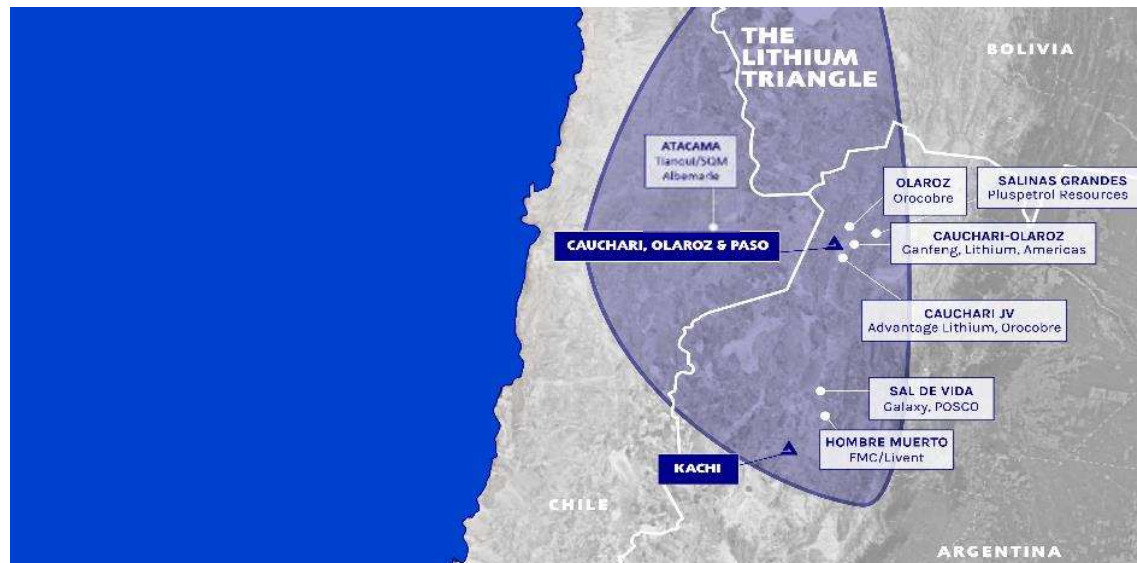 THE
LITHIUM
TRIANGLE
BOLIVIA
ATACAMA
Tianqui/SQM
Albemarle
OLAROZ
Orocobre
SALINAS GRANDES
Pluspetrol Resources
CAUCHARI, OLAROZ & PASO
CAUCHARI-OLAROZ
Ganfeng, Lithium, Americas
CAUCHARI JV
Advantage Lithium, Orocobre
SAL DE VIDA
Galaxy, POSCO
HOMBRE MUERTO
FMC/Livent
KACHI
CHILE
ARGENTINA